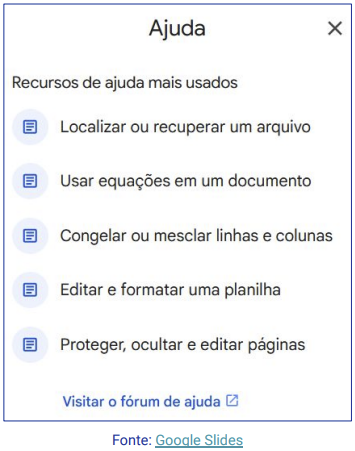 Ajuda
Recursos de ajuda mais usados
Localizar ou recuperar um arquivo
Usar equações em um documento
Congelar ou mesclar linhas e colunas
Editar e formatar uma planilha
Proteger, ocultar e editar páginas
Visitar o fórum de ajuda
Fonte: Google Slides